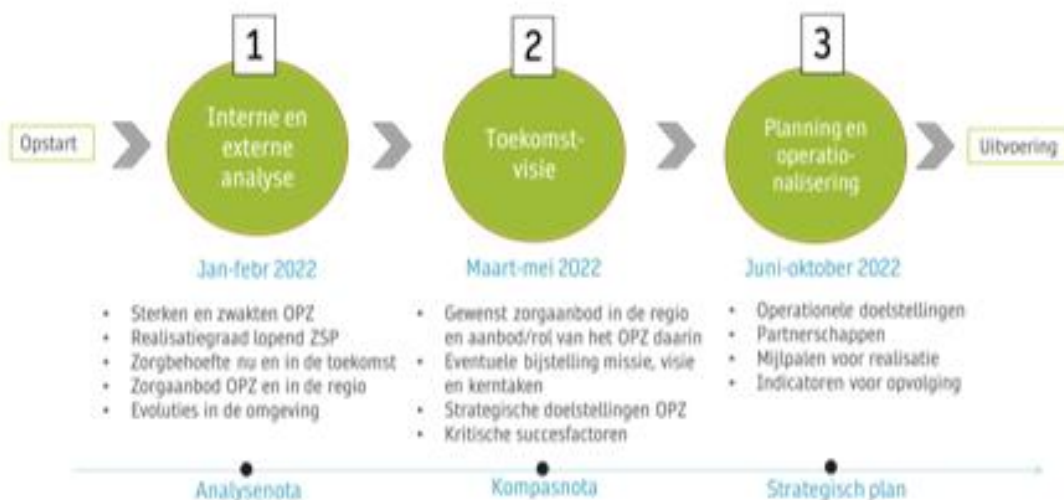 1
2
3
Opstart
Interne en
externe
analyse
Toekomst-
visie
Planning en
operatio-
nalisering
Uitvoering
Jan-febr 2022
Maart-mei 2022
Juni-oktober 2022
• Sterken en zwakten OPZ
• Realisatiegraad lopend ZSP
• Zorgbehoefte nu en in de toekomst
• Zorgaanbod OPZ en in de regio
• Evoluties in de omgeving
• Gewenst zorgaanbod in de regio
en aanbod/rol van het OPZ daarin
• Eventuele bijstelling missie, visie
en kerntaken
• Strategische doelstellingen OPZ
• Kritische succesfactoren
• Operationele doelstellingen
• Partnerschappen
• Mijlpalen voor realisatie
• Indicatoren voor opvolging
Analysenota
Kompasnota
Strategisch plan